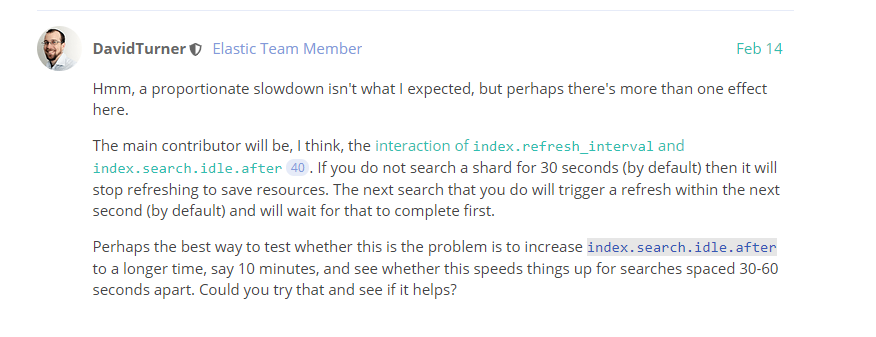 DavidTurner Elastic Team Member Feb 14
Hmm, a proportionate slowdown isn't what I expected, but perhaps there's more than one effect
here.
The main contributor will be, I think, the interaction of index.refresh_interval and
index.search.idle.after 40 . If you do not search a shard for 30 seconds (by default) then it will
stop refreshing to save resources. The next search that you do will trigger a refresh within the next
second (by default) and will wait for that to complete first.
Perhaps the best way to test whether this is the problem is to increase index.search.idle.after
to a longer time, say 10 minutes, and see whether this speeds things up for searches spaced 30-60
seconds apart. Could you try that and see if it helps?